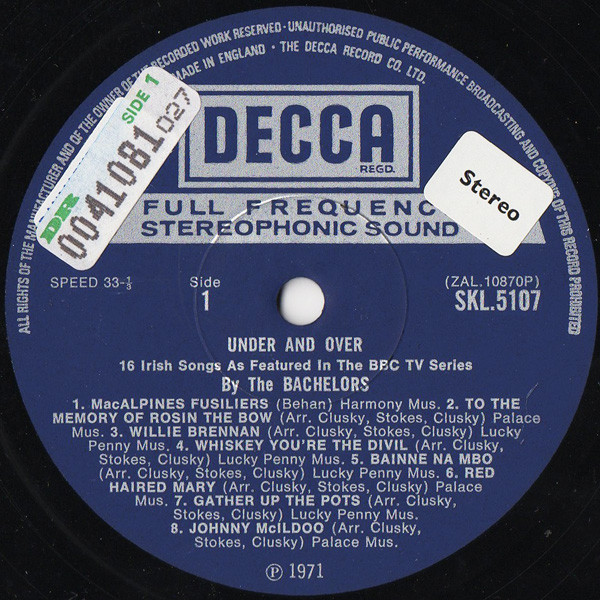 ALL RIGHTS OF THE MANUFACTURER AND OF THE OWNER OF THE RECORDED WORK RESERVED · UNAUTHORISED PUBLIC PERFORMANCE BROADCASTING AND COPYING OF THIS RECORD PROHIBITED
MADE IN ENGLAND · THE DECCA RECORD CO. LTD.
SIDE 1
DR
0041081
027
DECCA
REGD.
Stereo
FULL FREQUENC
STEREOPHONIC SOUND
SPEED 33-⅓
Side
1
(ZAL.10870P)
SKL.5107
UNDER AND OVER
16 Irish Songs As Featured In The BBC TV Series
By The BACHELORS
1. MacALPINES FUSILIERS (Behan) Harmony Mus. 2. TO THE
MEMORY OF ROSIN THE BOW (Arr. Clusky, Stokes, Clusky) Palace
Mus. 3. WILLIE BRENNAN (Arr. Clusky, Stokes, Clusky) Lucky
Penny Mus. 4. WHISKEY YOU'RE THE DIVIL (Arr. Clusky,
Stokes, Clusky) Lucky Penny Mus. 5. BAINNE NA MBO
(Arr. Clusky, Stokes, Clusky) Lucky Penny Mus. 6. RED
HAIRED MARY (Arr. Clusky, Stokes, Clusky) Palace
Mus. 7. GATHER UP THE POTS (Arr. Clusky,
Stokes, Clusky) Lucky Penny Mus.
8. JOHNNY McILDOO (Arr. Clusky,
Stokes, Clusky) Palace Mus.
℗ 1971